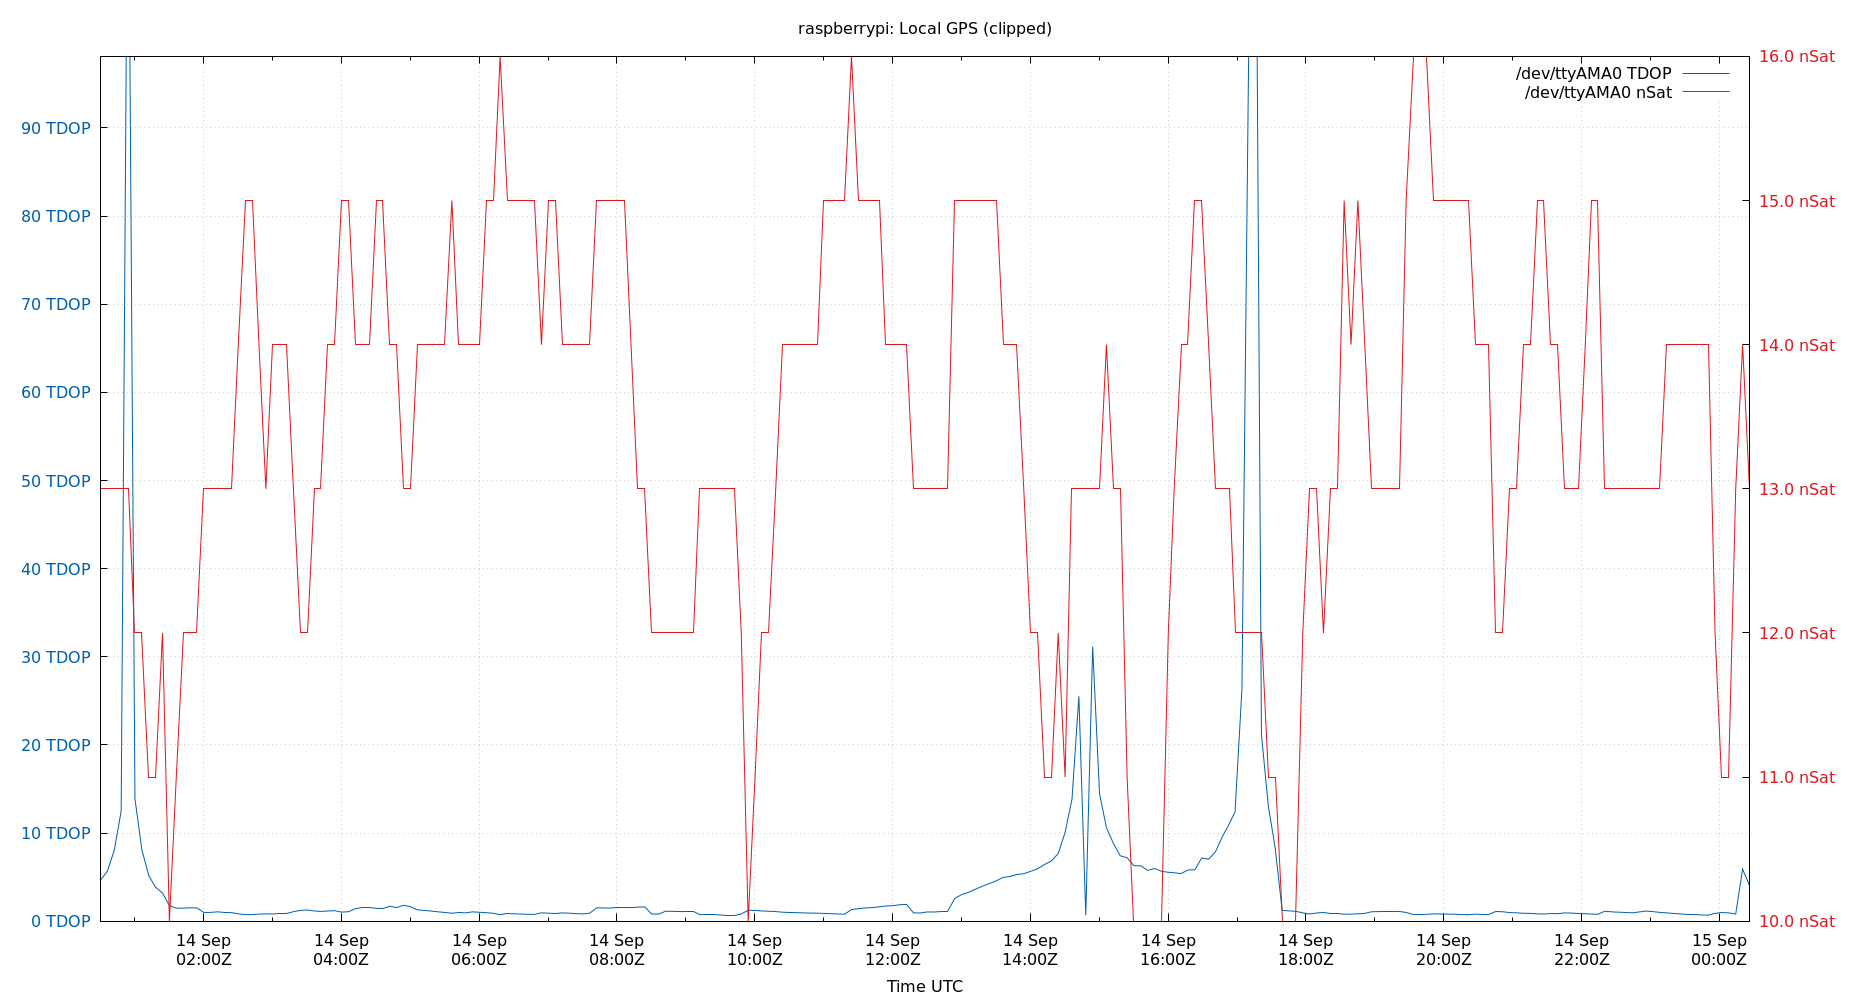 raspberrypi: Local GPS (clipped)
/dev/ttyAMA0 TDOP
/dev/ttyAMA0 nSat
90 TDOP
80 TDOP
70 TDOP
60 TDOP
50 TDOP
40 TDOP
30 TDOP
20 TDOP
10 TDOP
0 TDOP
16.0 nSat
15.0 nSat
14.0 nSat
13.0 nSat
12.0 nSat
11.0 nSat
10.0 nSat
14 Sep
02:00Z
14 Sep
04:00Z
14 Sep
06:00Z
14 Sep
08:00Z
14 Sep
10:00Z
14 Sep
12:00Z
14 Sep
14:00Z
14 Sep
16:00Z
14 Sep
18:00Z
14 Sep
20:00Z
14 Sep
22:00Z
15 Sep
00:00Z
Time UTC